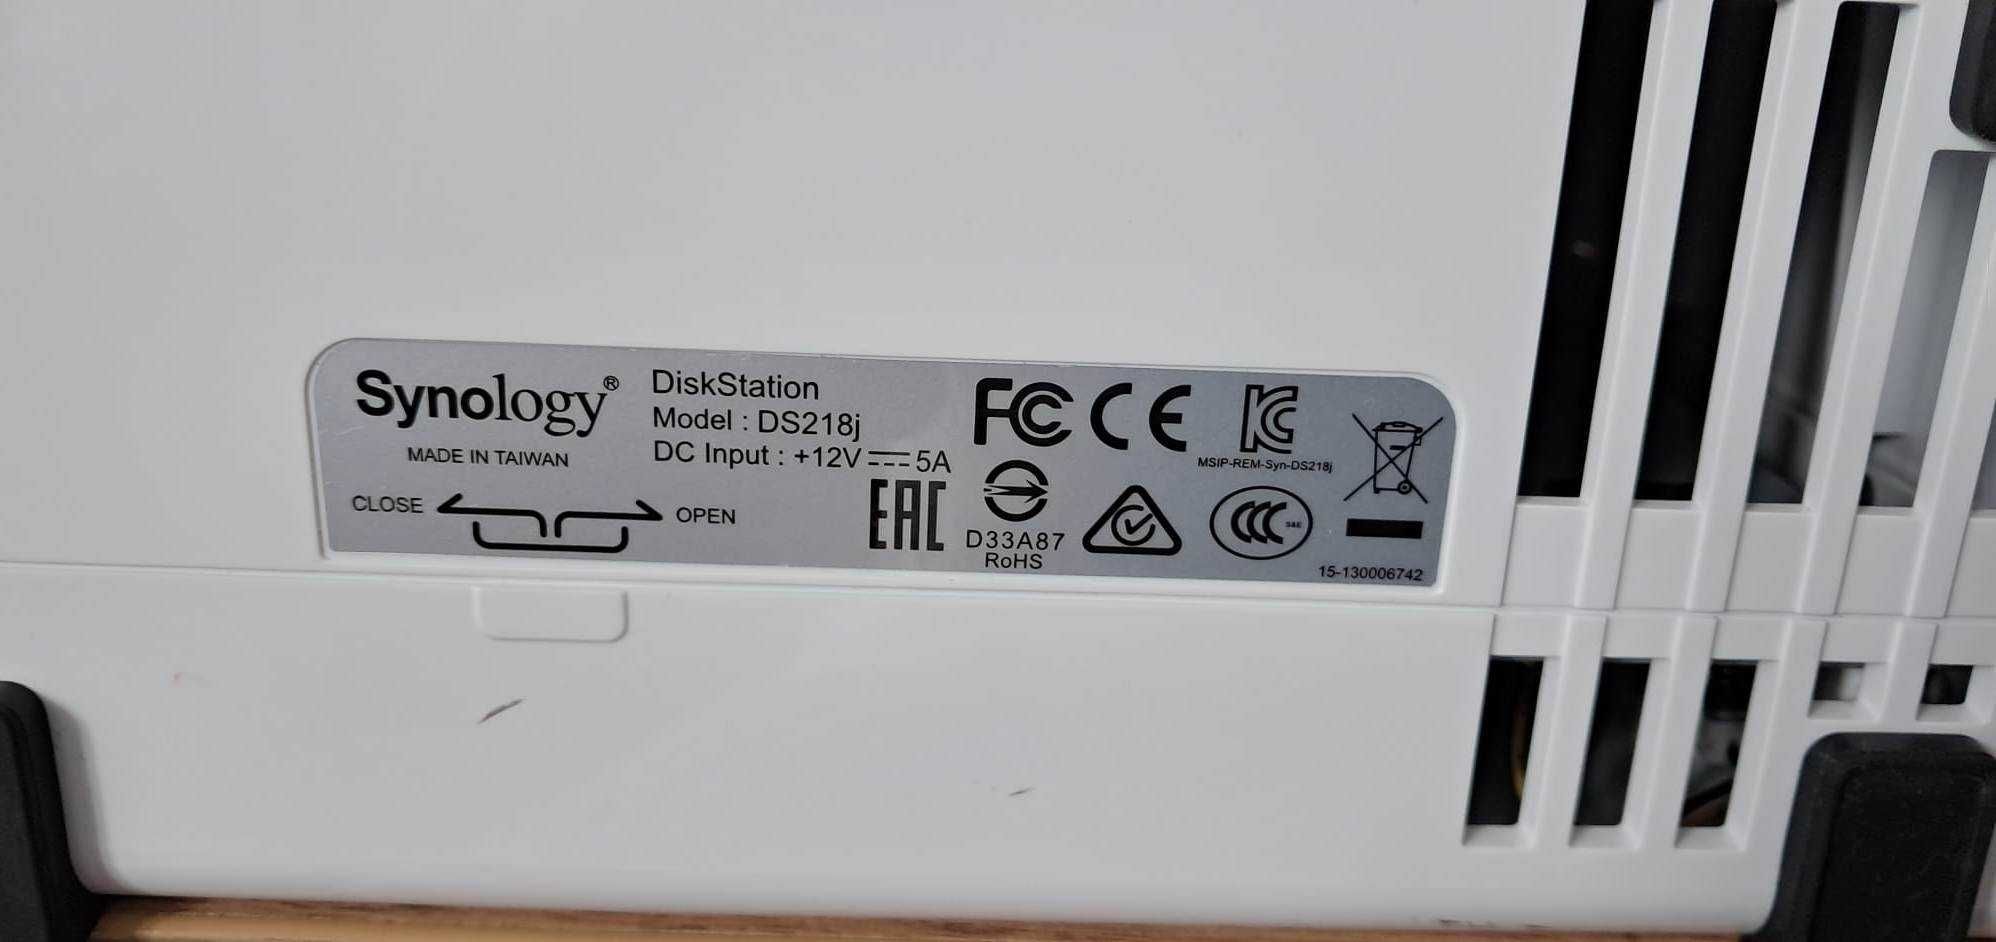 Synology®
MADE IN TAIWAN
CLOSE
OPEN
DiskStation
Model : DS218j
DC Input : +12V 5A
FC CE
MSIP-REM-Syn-DS218j
EAC
D33A87
RoHS
CCC S&E
15-130006742